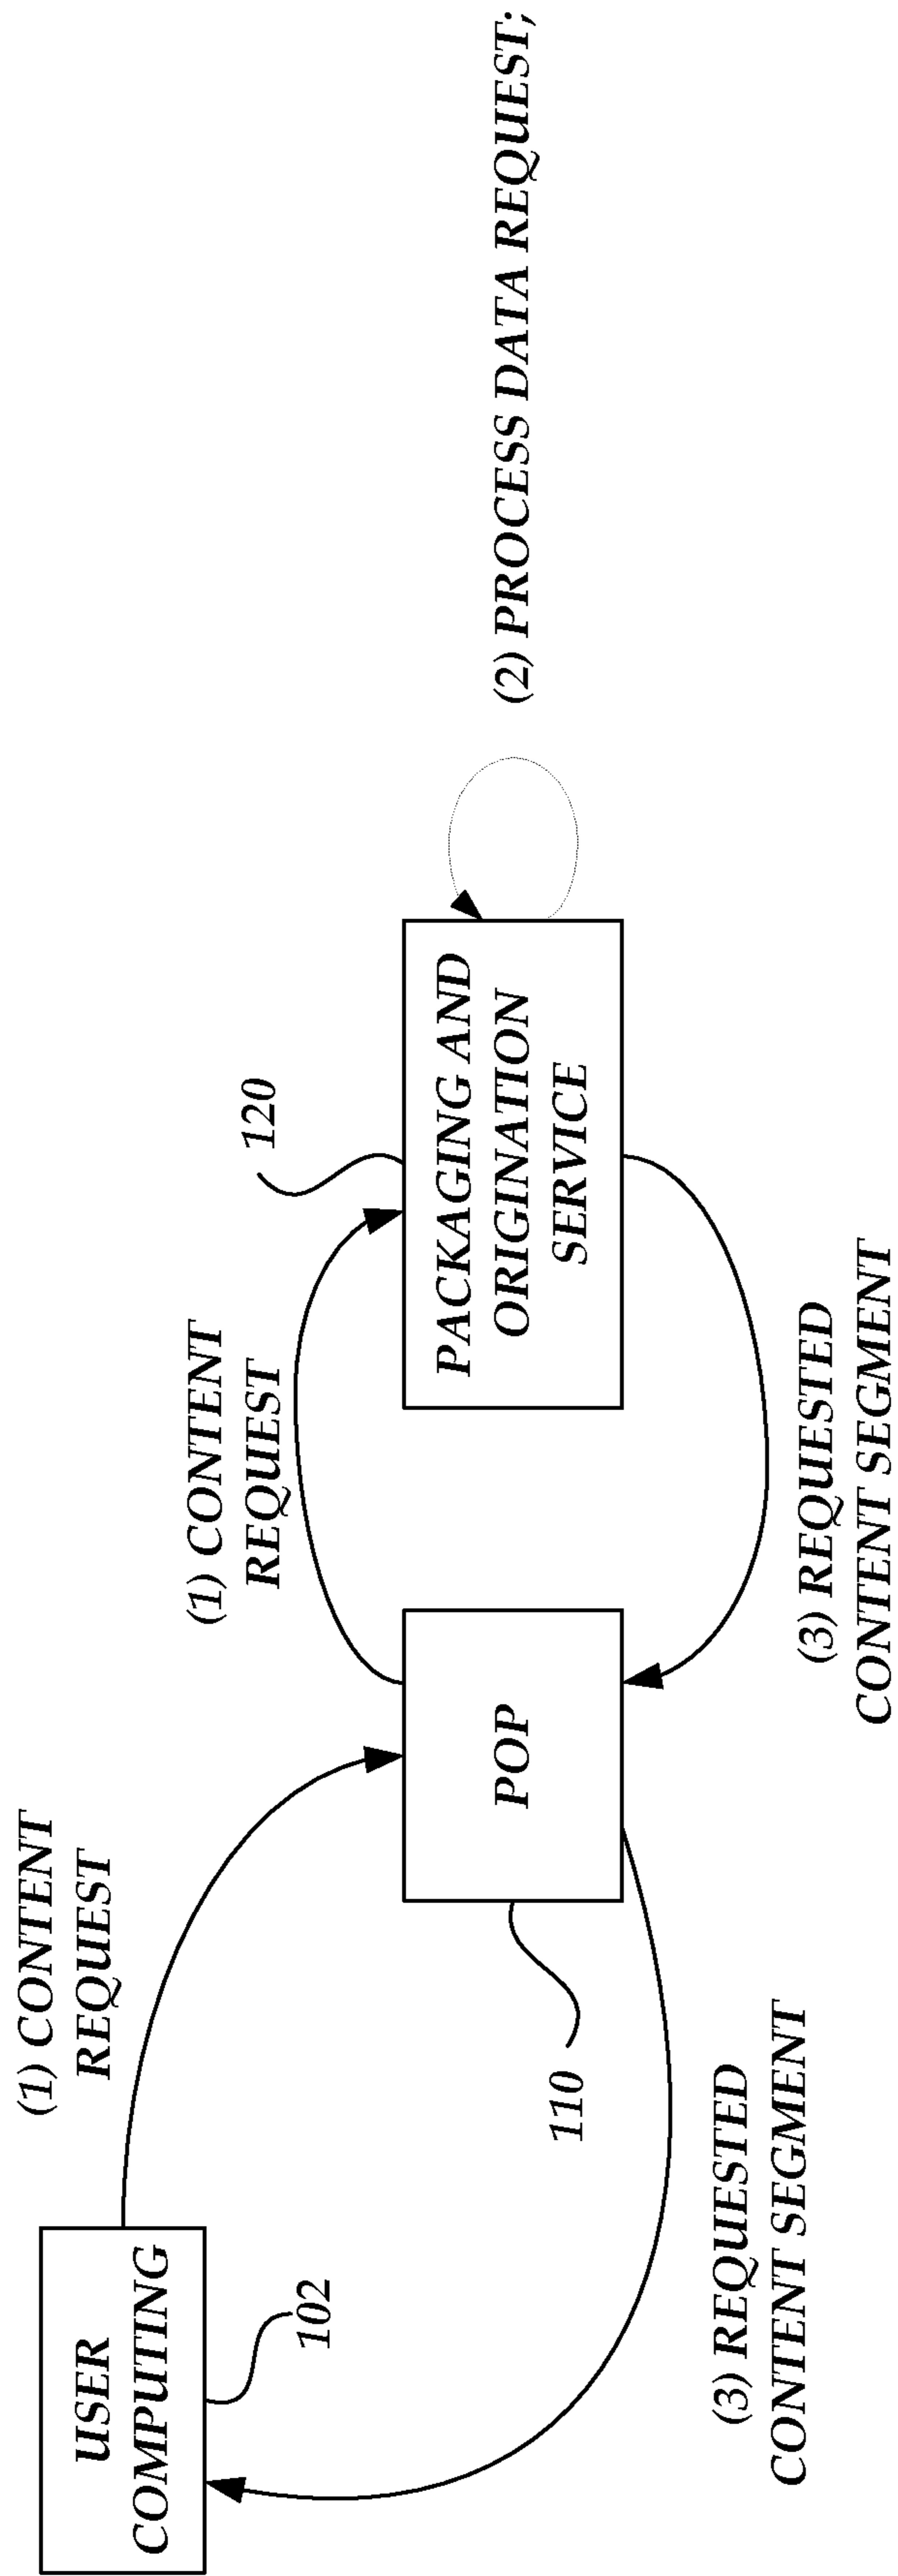 (1) CONTENT
REQUEST
USER
COMPUTING
102
(1) CONTENT
REQUEST
120
POP
110
PACKAGING AND
ORIGINATION
SERVICE
(2) PROCESS DATA REQUEST;
(3) REQUESTED
CONTENT SEGMENT
(3) REQUESTED
CONTENT SEGMENT